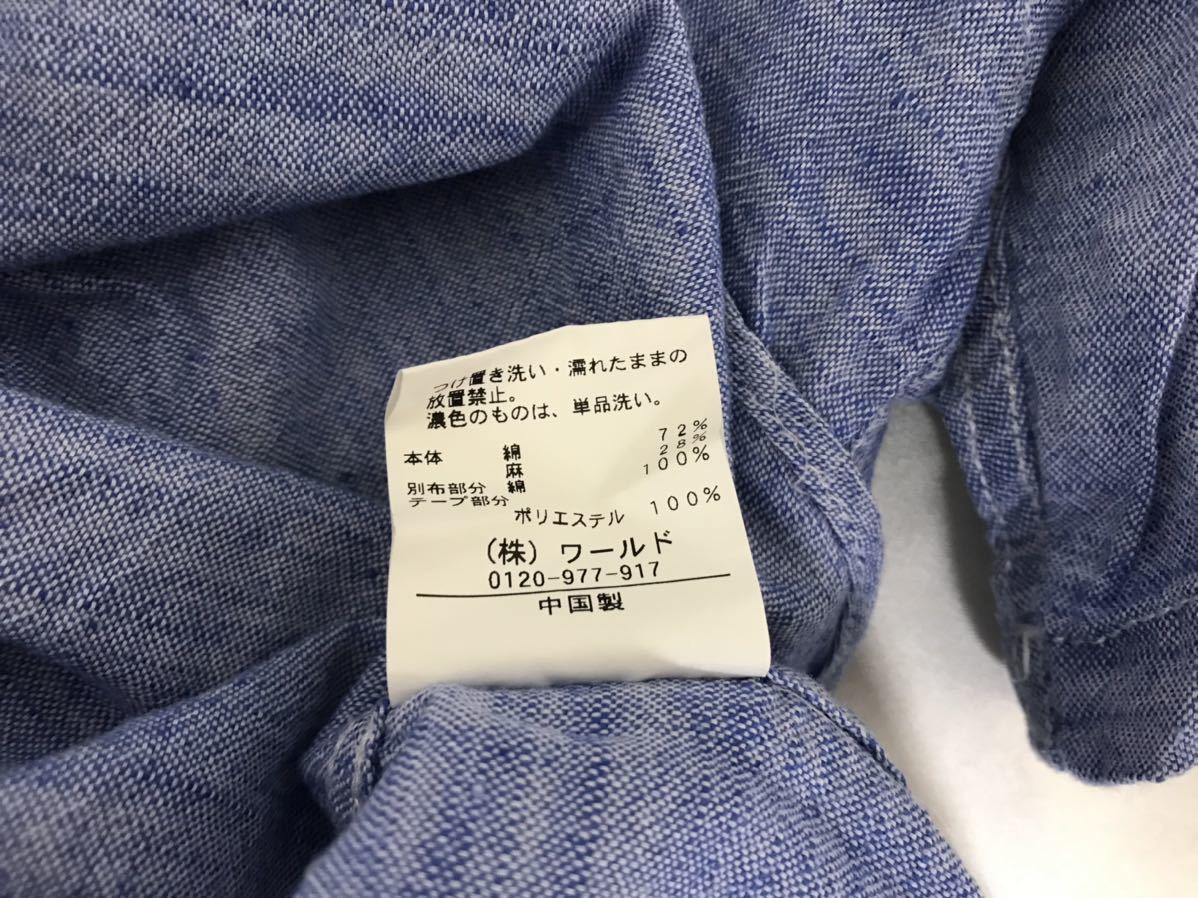 つけ置き洗い・濡れたままの
放置禁止。
濃色のものは、単品洗い。
本体 綿 72%
麻 28%
別布部分 綿 100%
テープ部分
ポリエステル 100%
(株) ワールド
0120-977-917
中国製